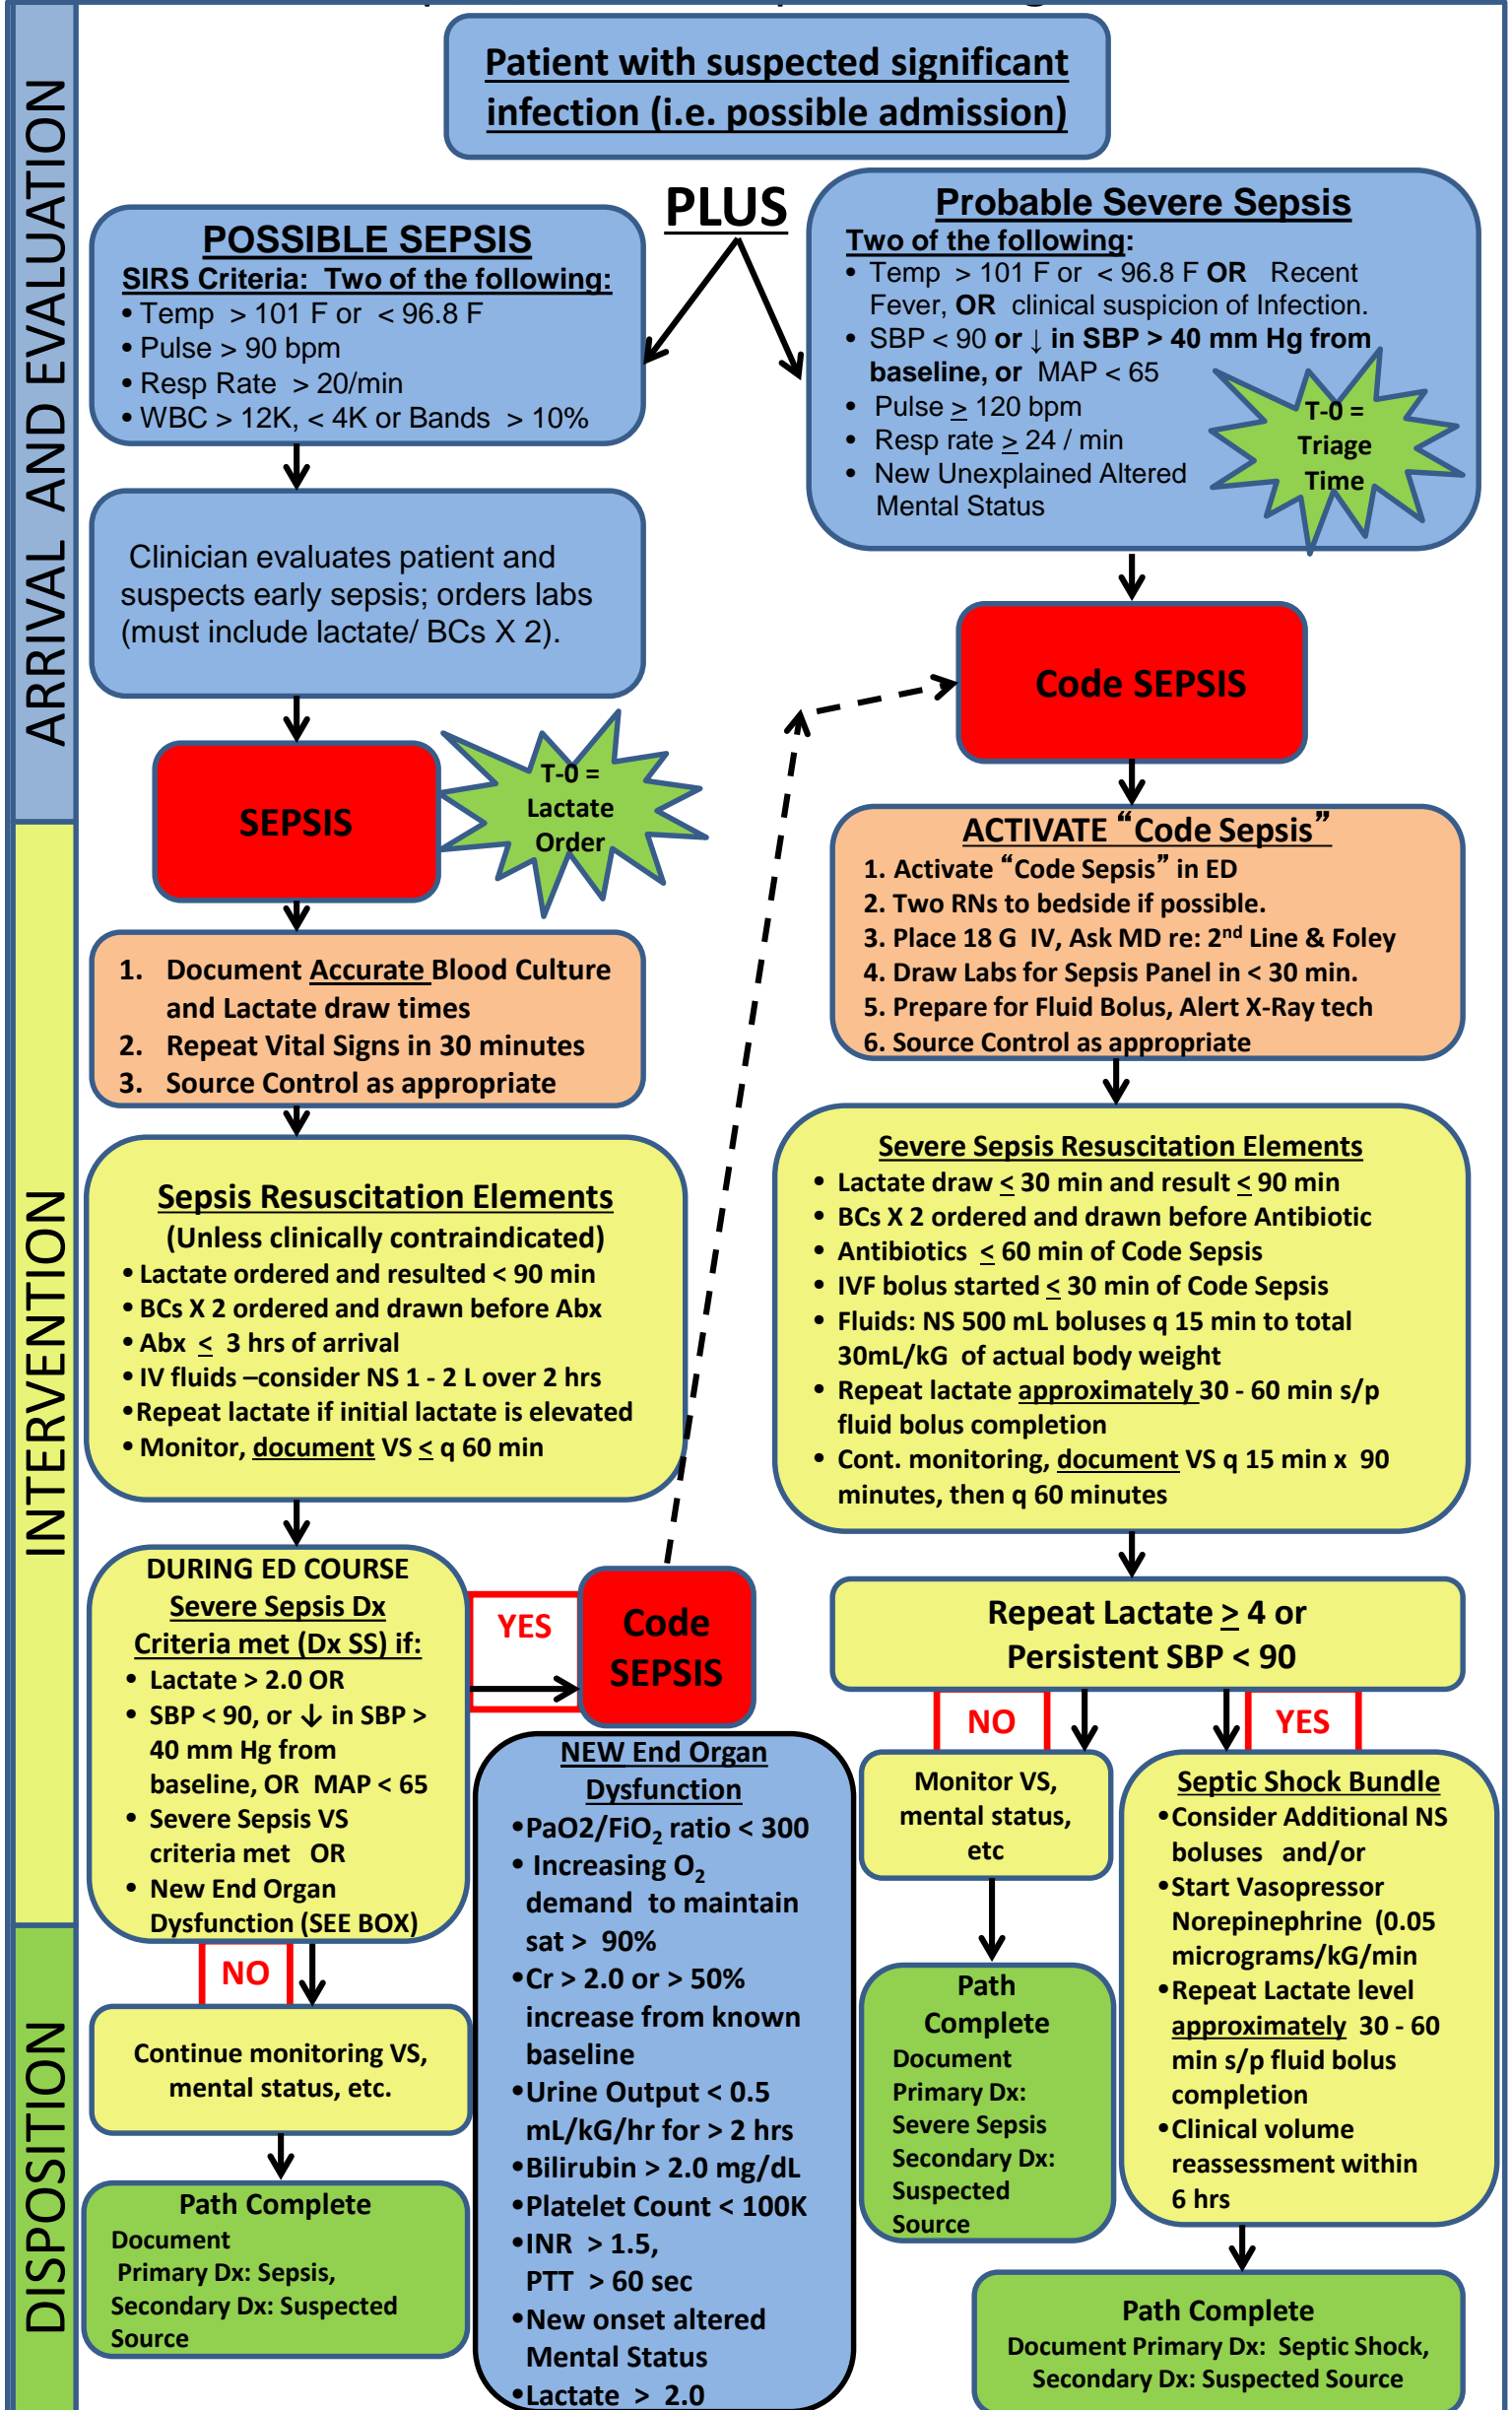 ARRIVAL AND EVALUATION
INTERVENTION
DISPOSITION
Patient with suspected significant
infection (i.e. possible admission)
PLUS
POSSIBLE SEPSIS
SIRS Criteria: Two of the following:
• Temp > 101 F or < 96.8 F
• Pulse > 90 bpm
• Resp Rate > 20/min
• WBC > 12K, < 4K or Bands > 10%
Clinician evaluates patient and
suspects early sepsis; orders labs
(must include lactate/ BCs X 2).
SEPSIS
T-0 =
Lactate
Order
1. Document Accurate Blood Culture
and Lactate draw times
2. Repeat Vital Signs in 30 minutes
3. Source Control as appropriate
Sepsis Resuscitation Elements
(Unless clinically contraindicated)
• Lactate ordered and resulted < 90 min
• BCs X 2 ordered and drawn before Abx
• Abx ≤ 3 hrs of arrival
• IV fluids –consider NS 1 - 2 L over 2 hrs
•Repeat lactate if initial lactate is elevated
• Monitor, document VS ≤ q 60 min
DURING ED COURSE
Severe Sepsis Dx
Criteria met (Dx SS) if:
• Lactate > 2.0 OR
• SBP < 90, or ↓ in SBP >
40 mm Hg from
baseline, OR MAP < 65
• Severe Sepsis VS
criteria met OR
• New End Organ
Dysfunction (SEE BOX)
YES
Code
SEPSIS
NO
Continue monitoring VS,
mental status, etc.
Path Complete
Document
Primary Dx: Sepsis,
Secondary Dx: Suspected
Source
NEW End Organ
Dysfunction
•PaO2/FiO₂ ratio < 300
• Increasing O₂
demand to maintain
sat > 90%
•Cr > 2.0 or > 50%
increase from known
baseline
•Urine Output < 0.5
mL/kG/hr for > 2 hrs
•Bilirubin > 2.0 mg/dL
•Platelet Count < 100K
•INR > 1.5,
PTT > 60 sec
•New onset altered
Mental Status
•Lactate > 2.0
Probable Severe Sepsis
Two of the following:
• Temp > 101 F or < 96.8 F OR Recent
Fever, OR clinical suspicion of Infection.
• SBP < 90 or ↓ in SBP > 40 mm Hg from
baseline, or MAP < 65
• Pulse ≥ 120 bpm
• Resp rate ≥ 24 / min
• New Unexplained Altered
Mental Status
T-0 =
Triage
Time
Code SEPSIS
ACTIVATE “Code Sepsis”
1. Activate “Code Sepsis” in ED
2. Two RNs to bedside if possible.
3. Place 18 G IV, Ask MD re: 2nd Line & Foley
4. Draw Labs for Sepsis Panel in < 30 min.
5. Prepare for Fluid Bolus, Alert X-Ray tech
6. Source Control as appropriate
Severe Sepsis Resuscitation Elements
• Lactate draw ≤ 30 min and result ≤ 90 min
• BCs X 2 ordered and drawn before Antibiotic
• Antibiotics ≤ 60 min of Code Sepsis
• IVF bolus started ≤ 30 min of Code Sepsis
• Fluids: NS 500 mL boluses q 15 min to total
30mL/kG of actual body weight
• Repeat lactate approximately 30 - 60 min s/p
fluid bolus completion
• Cont. monitoring, document VS q 15 min x 90
minutes, then q 60 minutes
Repeat Lactate ≥ 4 or
Persistent SBP < 90
NO
YES
Monitor VS,
mental status,
etc
Path
Complete
Document
Primary Dx:
Severe Sepsis
Secondary Dx:
Suspected
Source
Septic Shock Bundle
•Consider Additional NS
boluses and/or
•Start Vasopressor
Norepinephrine (0.05
micrograms/kG/min
•Repeat Lactate level
approximately 30 - 60
min s/p fluid bolus
completion
•Clinical volume
reassessment within
6 hrs
Path Complete
Document Primary Dx: Septic Shock,
Secondary Dx: Suspected Source